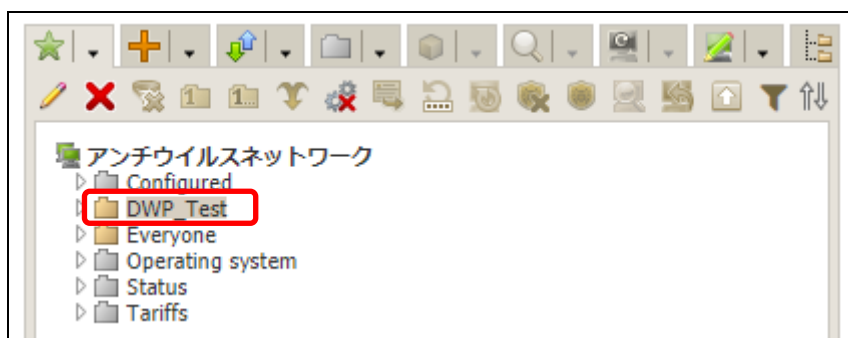 アンチウイルスネットワーク
Configured
DWP_Test
Everyone
Operating system
Status
Tariffs